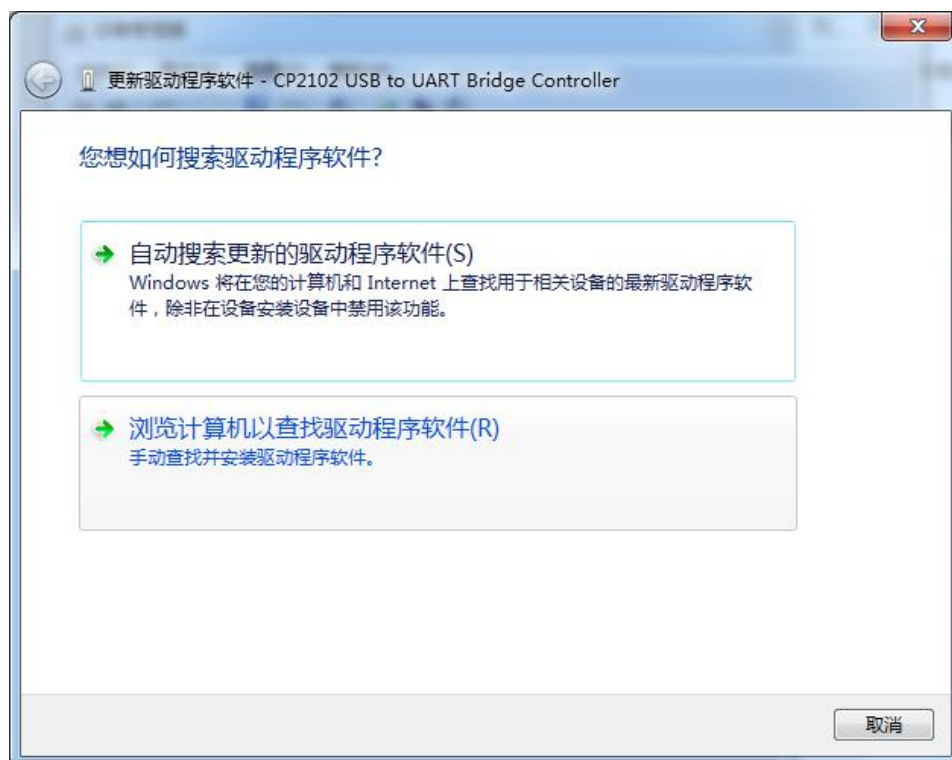 更新驱动程序软件 - CP2102 USB to UART Bridge Controller
您想如何搜索驱动程序软件?
自动搜索更新的驱动程序软件(S)
Windows 将在您的计算机和 Internet 上查找用于相关设备的最新驱动程序软
件，除非在设备安装设备中禁用该功能。
浏览计算机以查找驱动程序软件(R)
手动查找并安装驱动程序软件。
取消